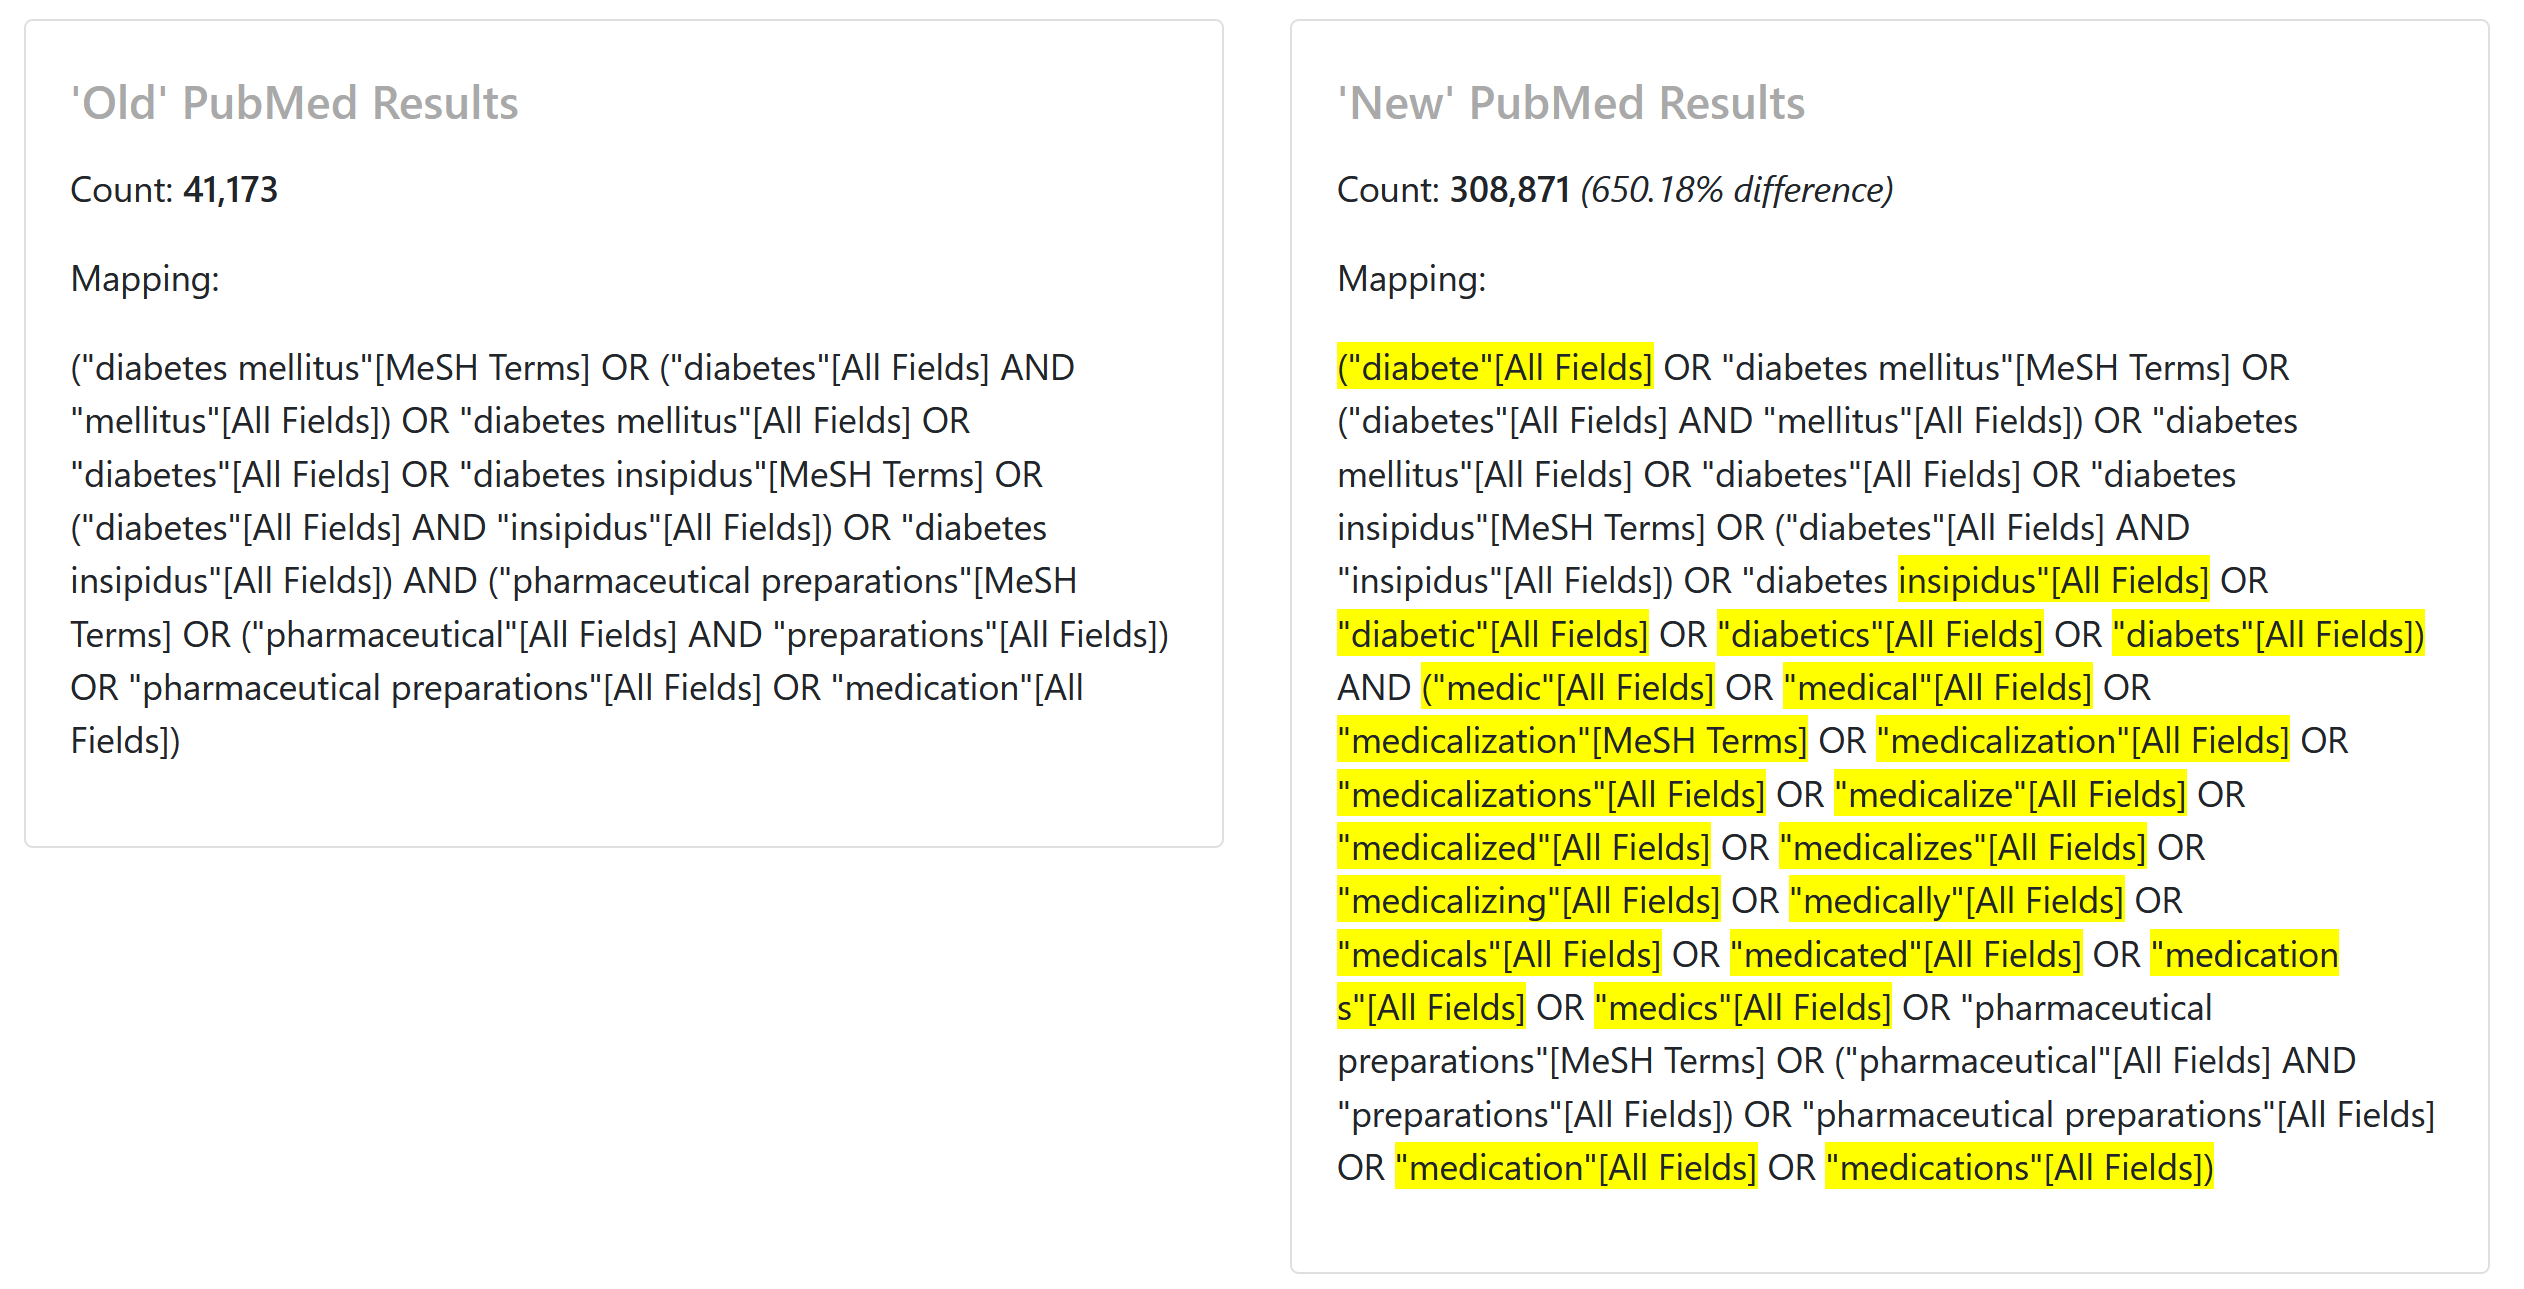 'Old' PubMed Results
Count: 41,173
Mapping:
("diabetes mellitus"[MeSH Terms] OR ("diabetes"[All Fields] AND
"mellitus"[All Fields]) OR "diabetes mellitus"[All Fields] OR
"diabetes"[All Fields] OR "diabetes insipidus"[MeSH Terms] OR
("diabetes"[All Fields] AND "insipidus"[All Fields]) OR "diabetes
insipidus"[All Fields]) AND ("pharmaceutical preparations"[MeSH
Terms] OR ("pharmaceutical"[All Fields] AND "preparations"[All Fields])
OR "pharmaceutical preparations"[All Fields] OR "medication"[All
Fields])
'New' PubMed Results
Count: 308,871 (650.18% difference)
Mapping:
("diabete"[All Fields] OR "diabetes mellitus"[MeSH Terms] OR
("diabetes"[All Fields] AND "mellitus"[All Fields]) OR "diabetes
mellitus"[All Fields] OR "diabetes"[All Fields] OR "diabetes
insipidus"[MeSH Terms] OR ("diabetes"[All Fields] AND
"insipidus"[All Fields]) OR "diabetes insipidus"[All Fields] OR
"diabetic"[All Fields] OR "diabetics"[All Fields] OR "diabets"[All Fields])
AND ("medic"[All Fields] OR "medical"[All Fields] OR
"medicalization"[MeSH Terms] OR "medicalization"[All Fields] OR
"medicalizations"[All Fields] OR "medicalize"[All Fields] OR
"medicalized"[All Fields] OR "medicalizes"[All Fields] OR
"medicalizing"[All Fields] OR "medically"[All Fields] OR
"medicals"[All Fields] OR "medicated"[All Fields] OR "medication
s"[All Fields] OR "medics"[All Fields] OR "pharmaceutical
preparations"[MeSH Terms] OR ("pharmaceutical"[All Fields] AND
"preparations"[All Fields]) OR "pharmaceutical preparations"[All Fields]
OR "medication"[All Fields] OR "medications"[All Fields])